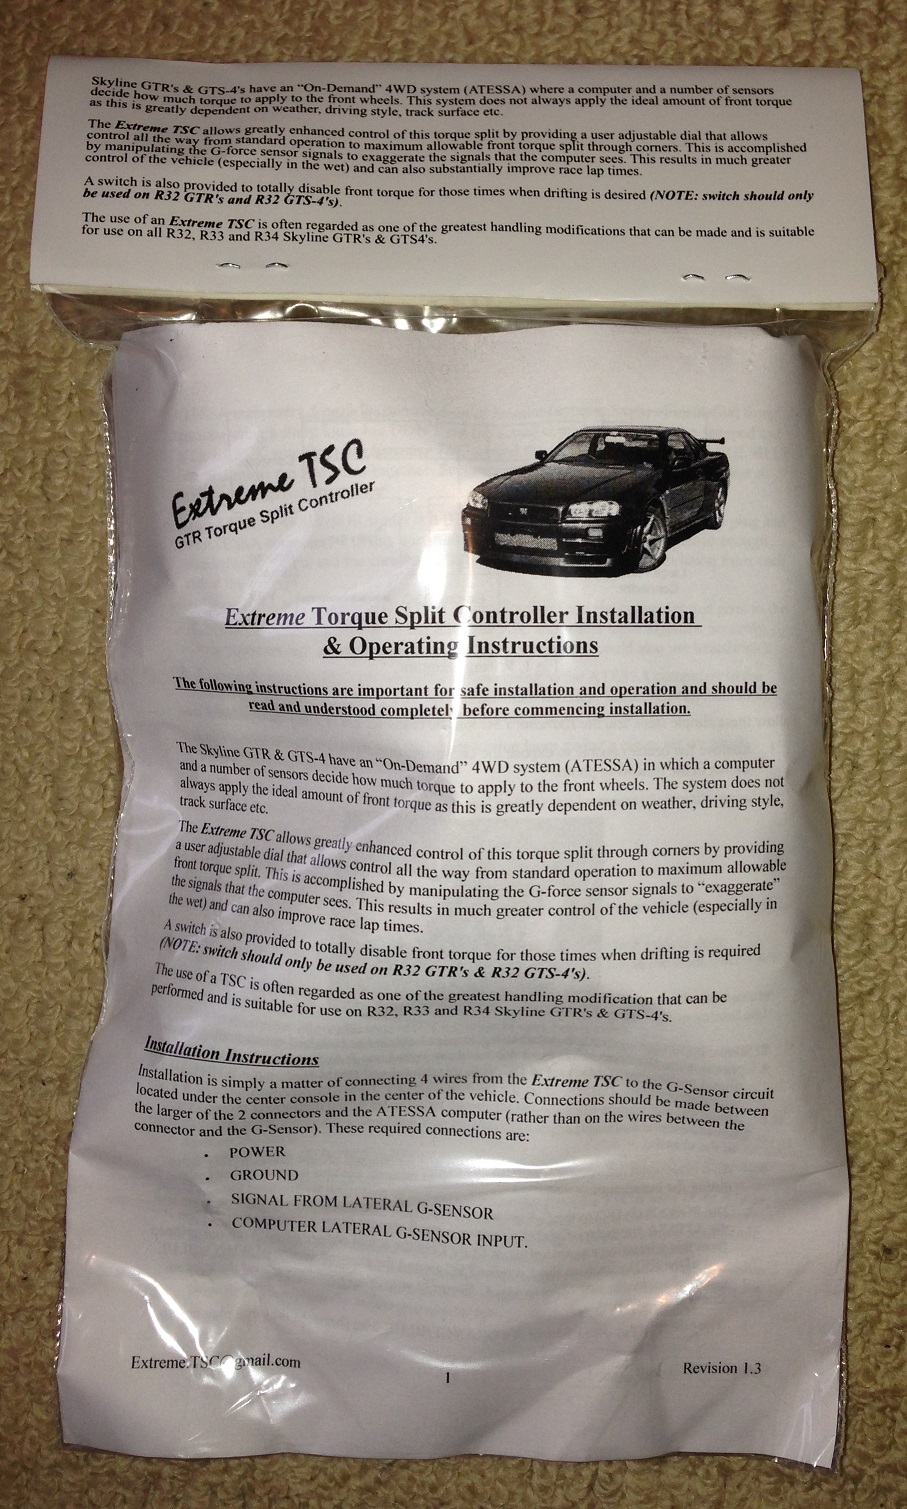 Skyline GTR's & GTS-4's have an "On-Demand" 4WD system (ATESSA) where a computer and a number of sensors
decide how much torque to apply to the front wheels. This system does not always apply the ideal amount of front torque
as this is greatly dependent on weather, driving style, track surface etc.
The Extreme TSC allows greatly enhanced control of this torque split by providing a user adjustable dial that allows
control all the way from standard operation to maximum allowable front torque split through corners. This is accomplished
by manipulating the G-force sensor signals to exaggerate the signals that the computer sees. This results in much greater
control of the vehicle (especially in the wet) and can also substantially improve race lap times.
A switch is also provided to totally disable front torque for those times when drifting is desired (NOTE: switch should only
be used on R32 GTR's and R32 GTS-4's).
The use of an Extreme TSC is often regarded as one of the greatest handling modifications that can be made and is suitable
for use on all R32, R33 and R34 Skyline GTR's & GTS4's.
Extreme TSC
GTR Torque Split Controller
Extreme Torque Split Controller Installation
& Operating Instructions
The following instructions are important for safe installation and operation and should be
read and understood completely before commencing installation.
The Skyline GTR & GTS-4 have an "On-Demand" 4WD system (ATESSA) in which a computer
and a number of sensors decide how much torque to apply to the front wheels. The system does not
always apply the ideal amount of front torque as this is greatly dependent on weather, driving style,
track surface etc.
The Extreme TSC allows greatly enhanced control of this torque split through corners by providing
a user adjustable dial that allows control all the way from standard operation to maximum allowable
front torque split. This is accomplished by manipulating the G-force sensor signals to "exaggerate"
the signals that the computer sees. This results in much greater control of the vehicle (especially in
the wet) and can also improve race lap times.
A switch is also provided to totally disable front torque for those times when drifting is required
(NOTE: switch should only be used on R32 GTR's & R32 GTS-4's).
The use of a TSC is often regarded as one of the greatest handling modification that can be
performed and is suitable for use on R32, R33 and R34 Skyline GTR's & GTS-4's.
Installation Instructions
Installation is simply a matter of connecting 4 wires from the Extreme TSC to the G-Sensor circuit
located under the center console in the center of the vehicle. Connections should be made between
the larger of the 2 connectors and the ATESSA computer (rather than on the wires between the
connector and the G-Sensor). These required connections are:
• POWER
• GROUND
• SIGNAL FROM LATERAL G-SENSOR
• COMPUTER LATERAL G-SENSOR INPUT.
Extreme.TSC@gmail.com
1
Revision 1.3